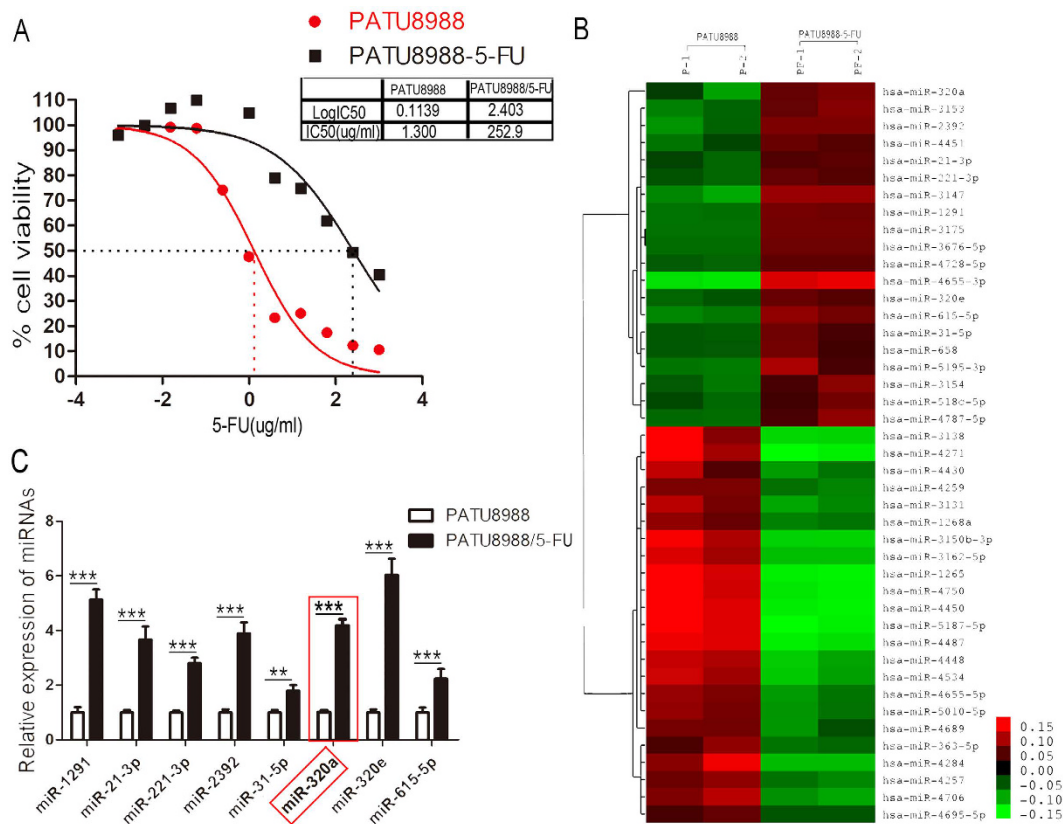 A
PATU8988
PATU8988-5-FU
PATU8988 PATU8988/5-FU
LogIC50 0.1139 2.403
IC50(ug/ml) 1.300 252.9
110
100
90
80
70
60
50
40
30
20
10
0
% cell viability
-4 -2 0 2 4
5-FU(ug/ml)
B
PATU8988 PATU8988-5-FU
P-1 P-2 PF-1 PF-2
hsa-miR-320a
hsa-miR-3153
hsa-miR-2392
hsa-miR-4451
hsa-miR-21-3p
hsa-miR-221-3p
hsa-miR-3147
hsa-miR-1291
hsa-miR-3175
hsa-miR-3676-5p
hsa-miR-4728-5p
hsa-miR-4655-3p
hsa-miR-320e
hsa-miR-615-5p
hsa-miR-31-5p
hsa-miR-658
hsa-miR-5195-3p
hsa-miR-3154
hsa-miR-518c-5p
hsa-miR-4787-5p
hsa-miR-3138
hsa-miR-4271
hsa-miR-4430
hsa-miR-4259
hsa-miR-3131
hsa-miR-1268a
hsa-miR-3150b-3p
hsa-miR-3162-5p
hsa-miR-1265
hsa-miR-4750
hsa-miR-4450
hsa-miR-5187-5p
hsa-miR-4487
hsa-miR-4448
hsa-miR-4534
hsa-miR-4655-5p
hsa-miR-5010-5p
hsa-miR-4689
hsa-miR-363-5p
hsa-miR-4284
hsa-miR-4257
hsa-miR-4706
hsa-miR-4695-5p
0.15
0.10
0.05
0.00
-0.05
-0.10
-0.15
C
PATU8988
PATU8988/5-FU
Relative expression of miRNAs
8
6
4
2
0
*** *** *** *** ** *** *** ***
miR-1291 miR-21-3p miR-221-3p miR-2392 miR-31-5p miR-320a miR-320e miR-615-5p